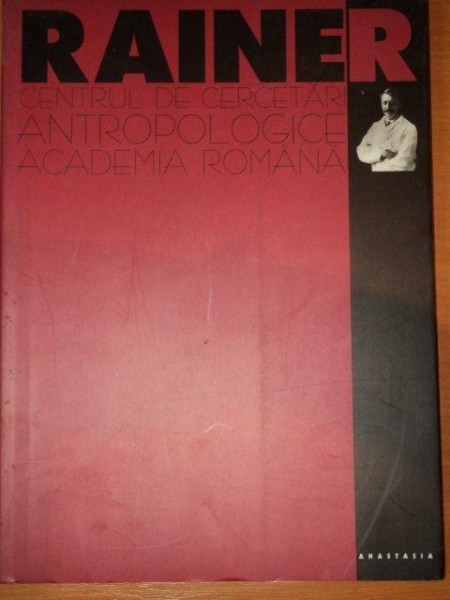 RAINER
CENTRUL DE CERCETĂRI
ANTROPOLOGICE
ACADEMIA ROMÂNĂ
ANASTASIA